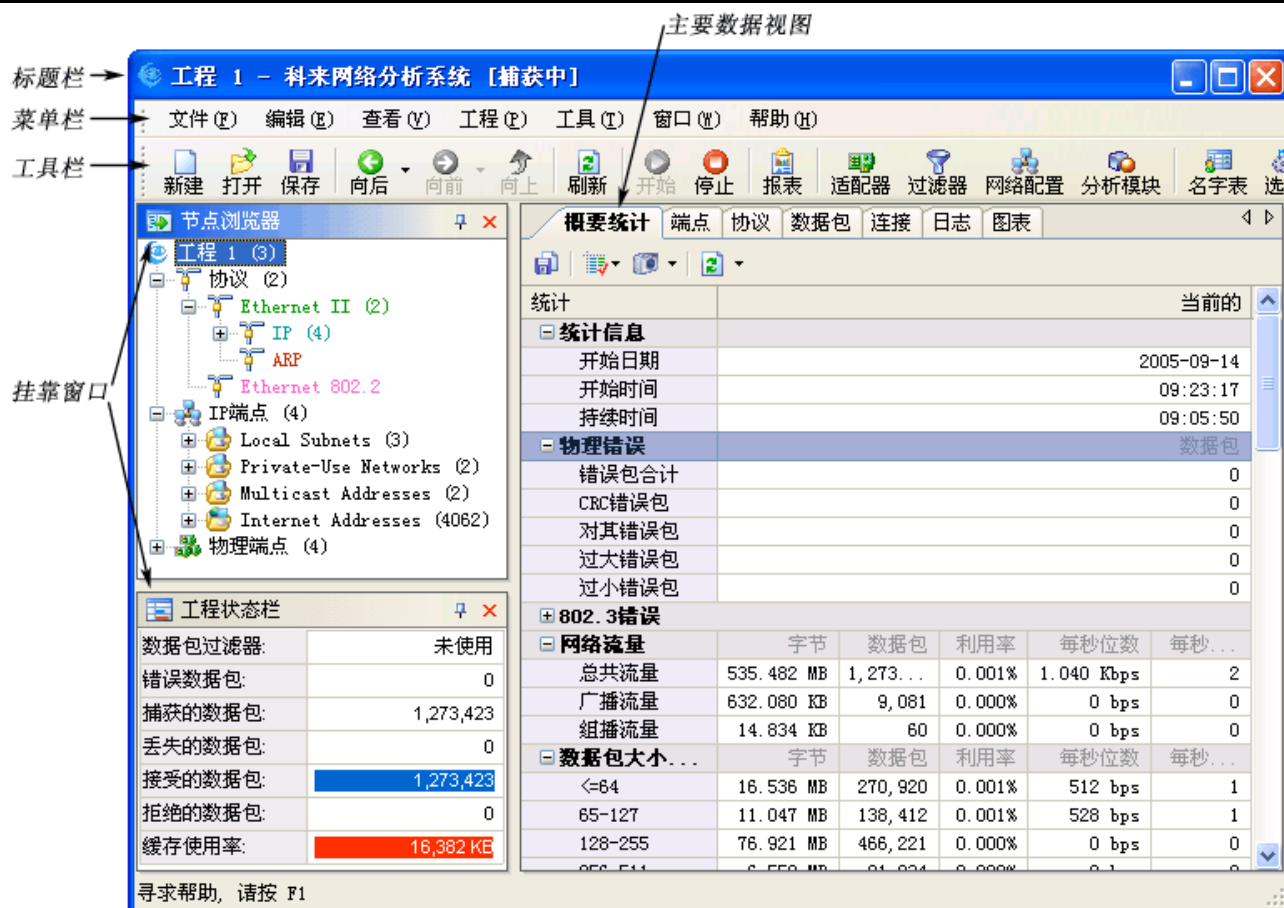 主要数据视图
标题栏
工程 1 - 科来网络分析系统 [捕获中]
菜单栏
文件(F) 编辑(E) 查看(V) 工程(P) 工具(T) 窗口(W) 帮助(H)
工具栏
新建 打开 保存 向后 向前 向上 刷新 开始 停止 报表 适配器 过滤器 网络配置 分析模块 名字表
挂靠窗口
节点浏览器
工程 1 (3)
协议 (2)
Ethernet II (2)
IP (4)
ARP
Ethernet 802.2
IP端点 (4)
Local Subnets (3)
Private-Use Networks (2)
Multicast Addresses (2)
Internet Addresses (4062)
物理端点 (4)
工程状态栏
数据包过滤器: 未使用
错误数据包: 0
捕获的数据包: 1,273,423
丢失的数据包: 0
接受的数据包: 1,273,423
拒绝的数据包: 0
缓存使用率: 16,382 KB
概要统计 端点 协议 数据包 连接 日志 图表
统计 当前的
统计信息
开始日期 2005-09-14
开始时间 09:23:17
持续时间 09:05:50
物理错误 数据包
错误包合计 0
CRC错误包 0
对其错误包 0
过大错误包 0
过小错误包 0
802.3错误
网络流量 字节 数据包 利用率 每秒位数 每秒...
总共流量 535.482 MB 1,273... 0.001% 1.040 Kbps 2
广播流量 632.080 KB 9,081 0.000% 0 bps 0
组播流量 14.834 KB 60 0.000% 0 bps 0
数据包大小... 字节 数据包 利用率 每秒位数 每秒...
<=64 16.536 MB 270,920 0.001% 512 bps 1
65-127 11.047 MB 138,412 0.001% 528 bps 1
128-255 76.921 MB 466,221 0.000% 0 bps 0
寻求帮助, 请按 F1